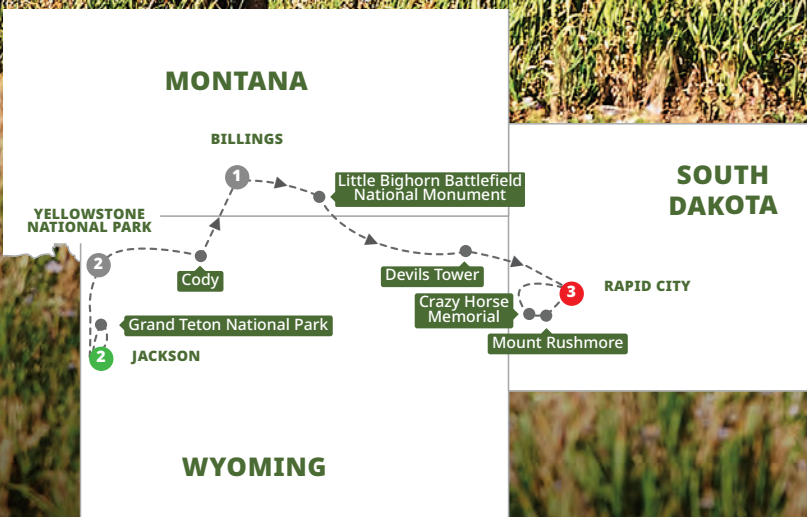 MONTANA
BILLINGS
1
Little Bighorn Battlefield
National Monument
SOUTH
DAKOTA
YELLOWSTONE
NATIONAL PARK
2
Cody
Devils Tower
3
RAPID CITY
Crazy Horse
Memorial
Grand Teton National Park
Mount Rushmore
2
JACKSON
WYOMING